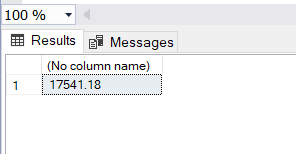 100 %
Results Messages
(No column name)
1 17541.18